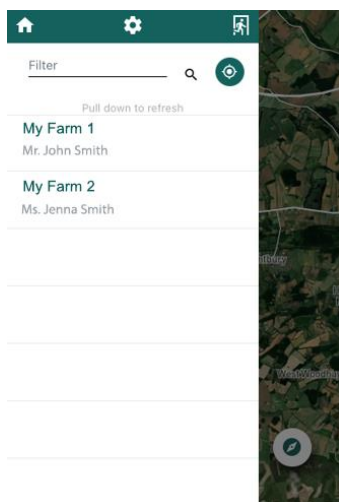 Filter
Pull down to refresh
My Farm 1
Mr. John Smith
My Farm 2
Ms. Jenna Smith